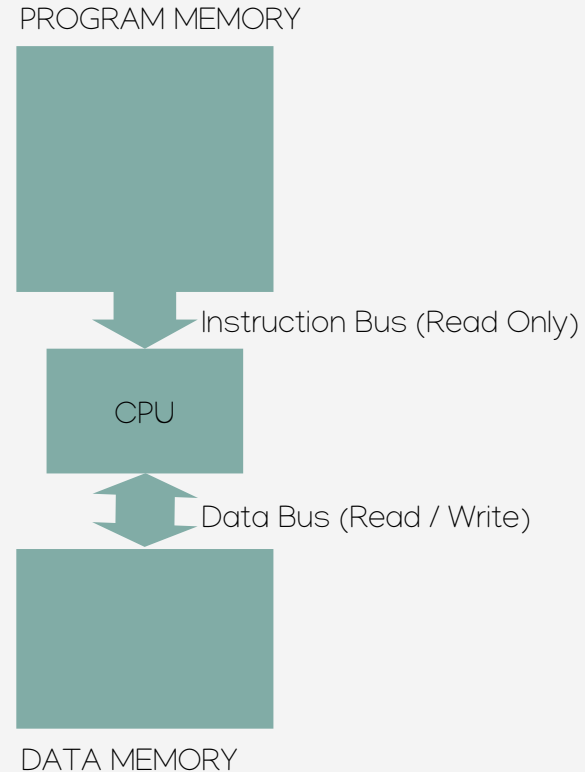 PROGRAM MEMORY
Instruction Bus (Read Only)
CPU
Data Bus (Read / Write)
DATA MEMORY